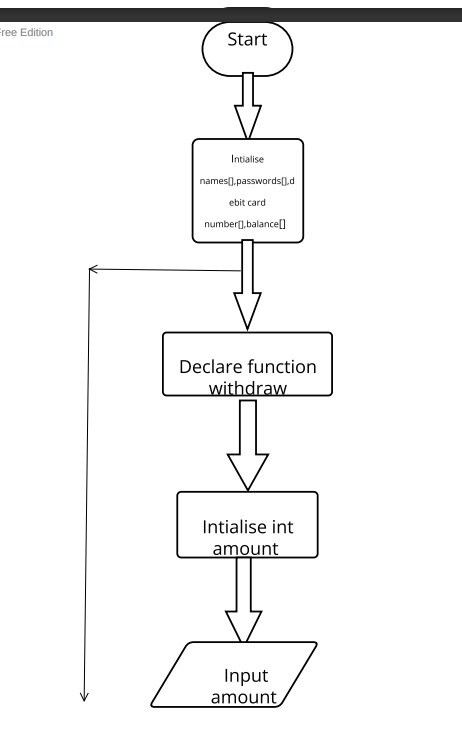 Free Edition
Start
Intialise
names[],passwords[],d
ebit card
number[],balance[]
Declare function
withdraw
Intialise int
amount
Input
amount